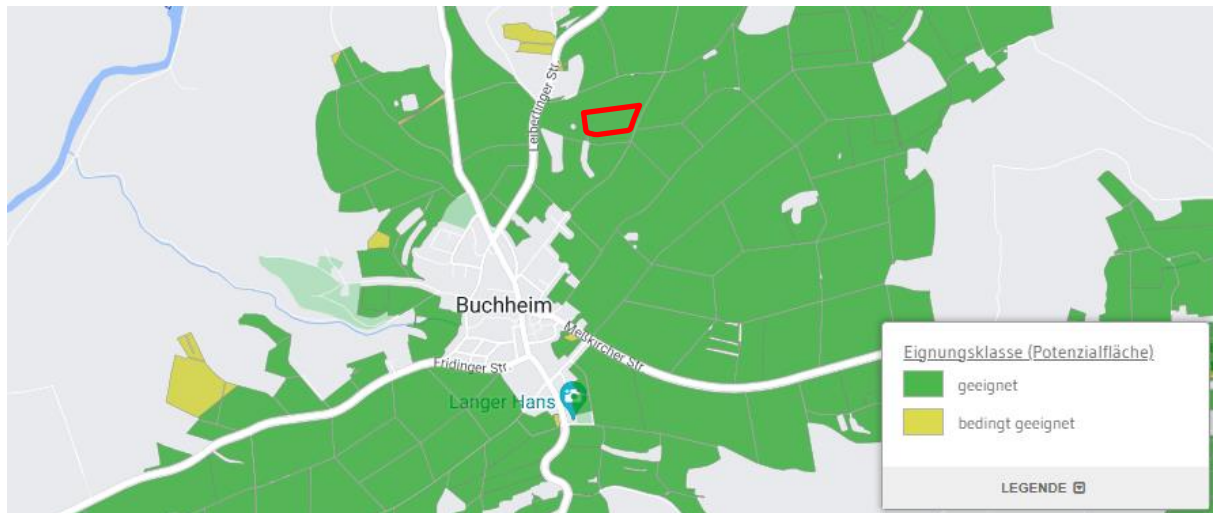 Leibertinger Str.
Buchheim
Meßkircher Str.
Fridinger Str.
Langer Hans
Eignungsklasse (Potenzialfläche)
geeignet
bedingt geeignet
LEGENDE